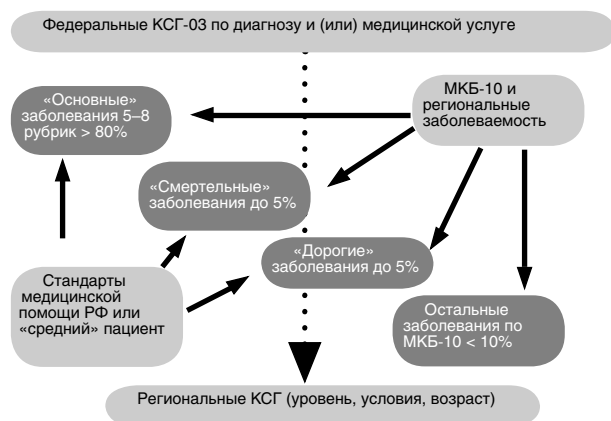 Федеральные КСГ-03 по диагнозу и (или) медицинской услуге
МКБ-10 и
региональные
заболеваемость
«Основные»
заболевания 5–8
рубрик > 80%
«Смертельные»
заболевания до 5%
«Дорогие»
заболевания до 5%
Стандарты
медицинской
помощи РФ или
«средний» пациент
Остальные
заболевания по
МКБ-10 < 10%
Региональные КСГ (уровень, условия, возраст)